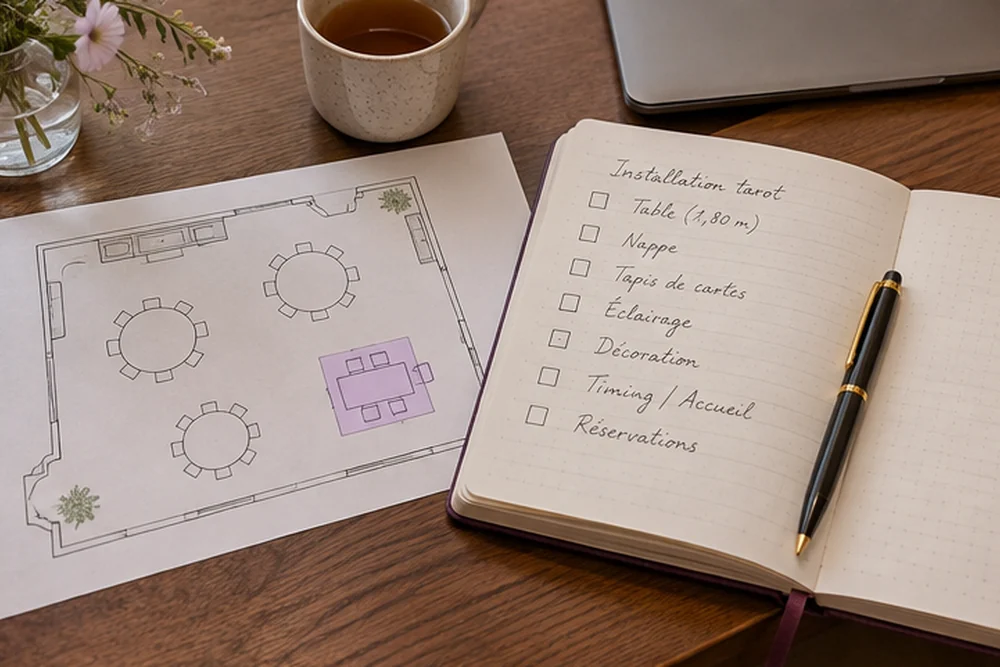 Installation tarot
Table (1,80 m)
Nappe
Tapis de cartes
Éclairage
Décoration
Timing / Accueil
Réservations